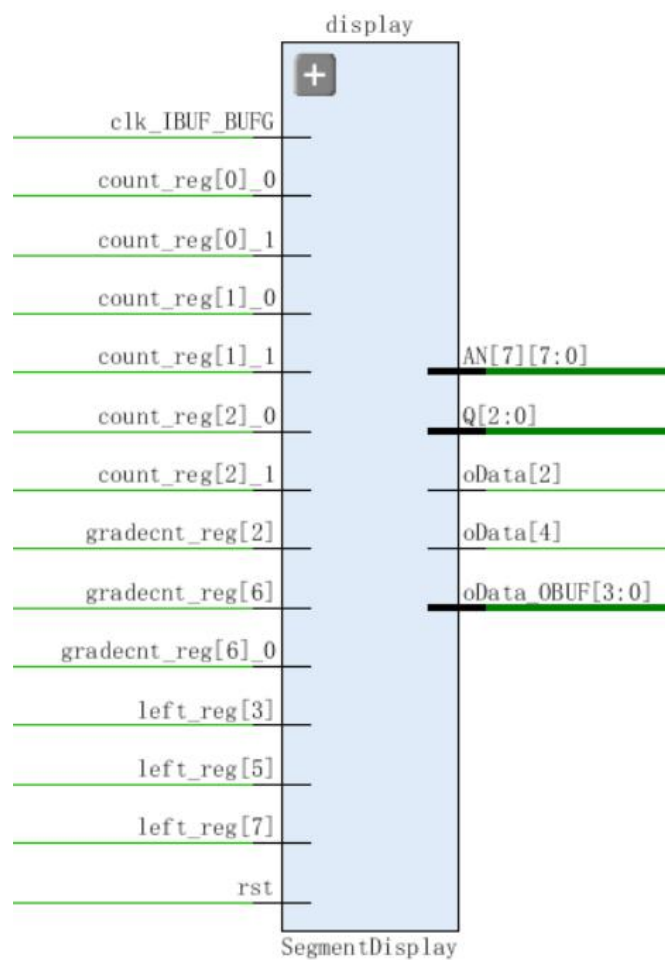 display
clk_IBUF_BUFG
count_reg[0]_0
count_reg[0]_1
count_reg[1]_0
count_reg[1]_1
count_reg[2]_0
count_reg[2]_1
gradecnt_reg[2]
gradecnt_reg[6]
gradecnt_reg[6]_0
left_reg[3]
left_reg[5]
left_reg[7]
rst
AN[7][7:0]
Q[2:0]
oData[2]
oData[4]
oData_OBUF[3:0]
SegmentDisplay